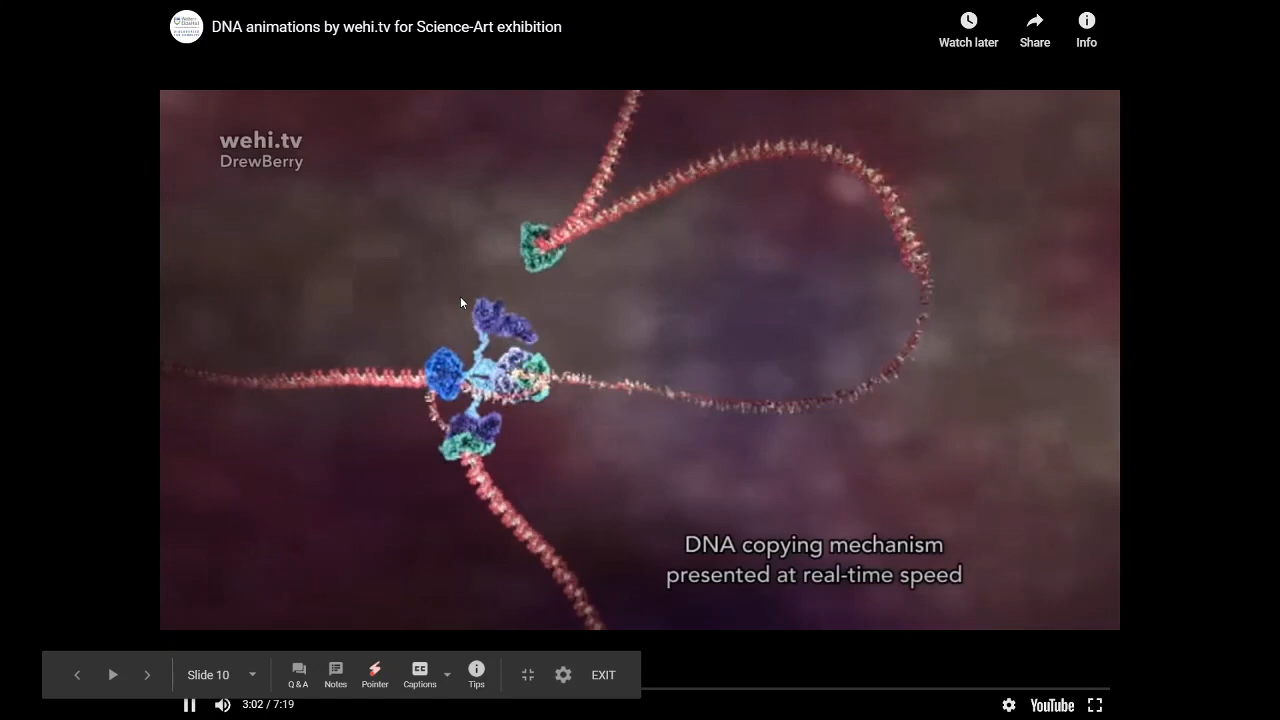 DNA animations by wehi.tv for Science-Art exhibition
Watch later
Share
Info
wehi.tv
DrewBerry
DNA copying mechanism
presented at real-time speed
Slide 10
Q & A
Notes
Pointer
Captions
Tips
EXIT
3:02 / 7:19
YouTube